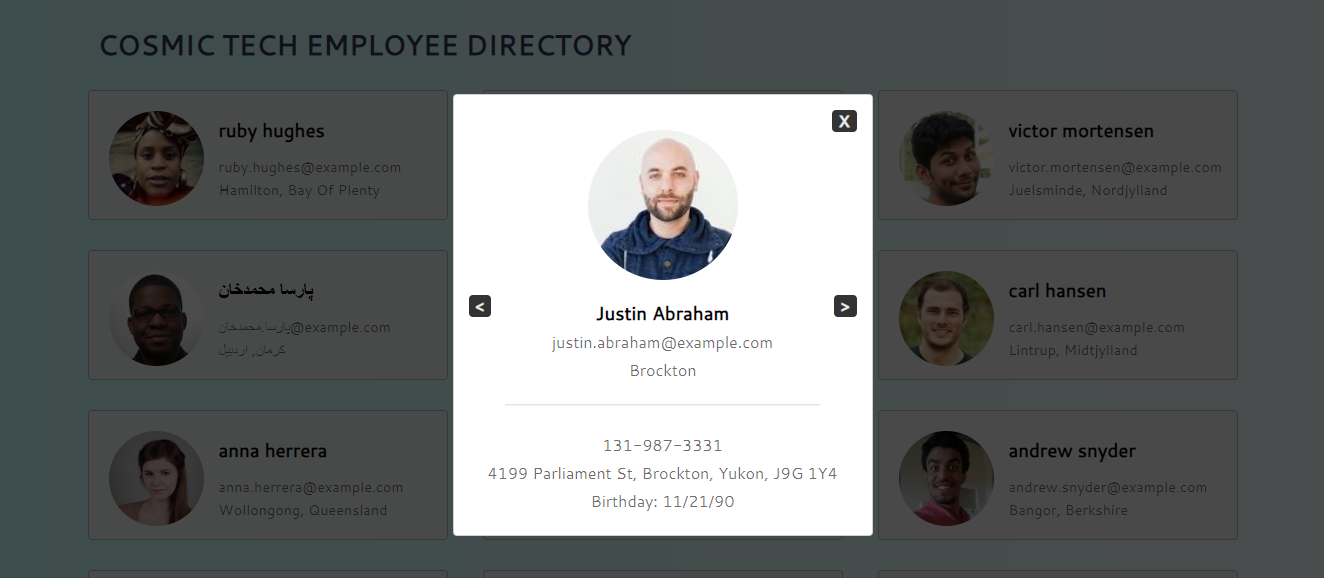 COSMIC TECH EMPLOYEE DIRECTORY
ruby hughes
ruby.hughes@example.com
Hamilton, Bay Of Plenty
X
<
>
Justin Abraham
justin.abraham@example.com
Brockton
131-987-3331
4199 Parliament St, Brockton, Yukon, J9G 1Y4
Birthday: 11/21/90
victor mortensen
victor.mortensen@example.com
Juelsminde, Nordjylland
پارسا محمدخان
پارسا.محمدخان@example.com
کرمان, اردبیل
carl hansen
carl.hansen@example.com
Lintrup, Midtjylland
anna herrera
anna.herrera@example.com
Wollongong, Queensland
andrew snyder
andrew.snyder@example.com
Bangor, Berkshire